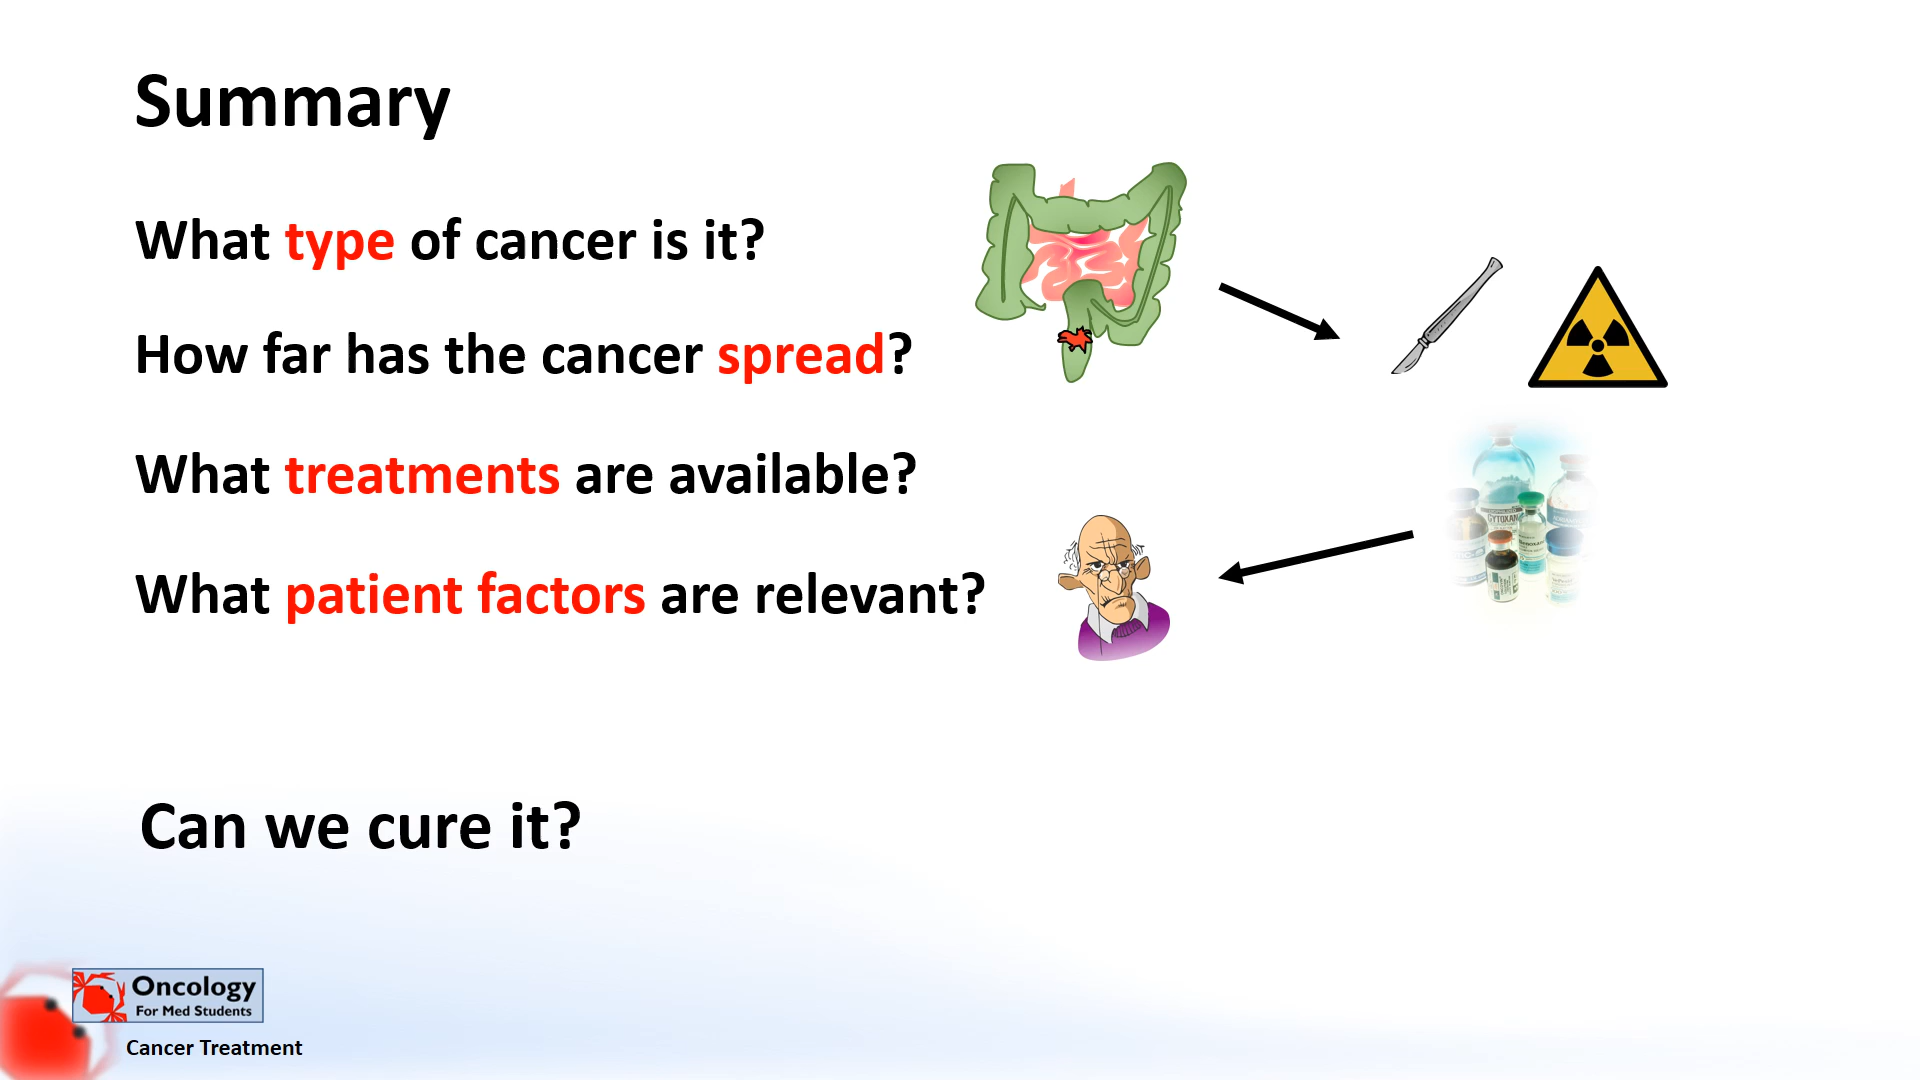 Summary
What type of cancer is it?
How far has the cancer spread?
What treatments are available?
CYTOXAN
What patient factors are relevant?
Can we cure it?
Oncology
For Med Students
Cancer Treatment